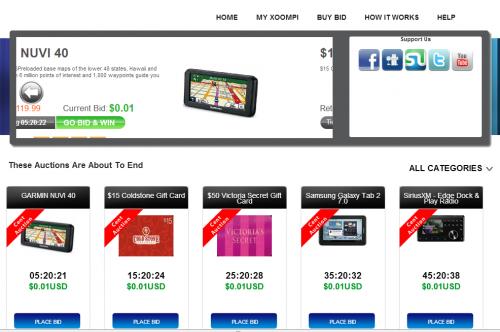 HOME MY XOOMPI BUY BID HOW IT WORKS HELP
NUVI 40
$1
Support Us
Preloaded base maps of the lower 40 states, Hawaii and
6 million points of interest and 1,000 waypoints guide you
$15
119.99
Current Bid: $0.01
Ret
05:20:22
GO BID & WIN
These Auctions Are About To End
ALL CATEGORIES
GARMIN NUVI 40
$15 Coldstone Gift Card
$50 Victoria Secret Gift
Card
Samsung Galaxy Tab 2
7.0
SiriusXM - Edge Dock &
Play Radio
Cent Auction
Cent Auction
Cent Auction
Cent Auction
Cent Auction
$15
VICTORIA'S
SECRET
05:20:21 15:20:24 25:20:28 35:20:32 45:20:38
$0.01USD $0.01USD $0.01USD $0.01USD $0.01USD
PLACE BID PLACE BID PLACE BID PLACE BID PLACE BID